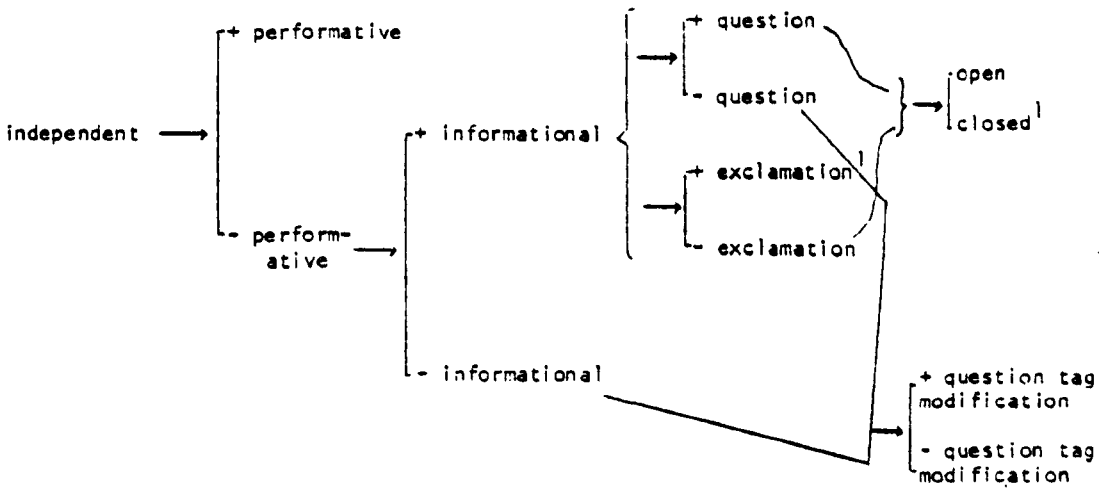 + question
+ performative
- question
open
closed¹
independent
+ informational
+ exclamation¹
- perform-
ative
- exclamation
- informational
+ question tag
modification
- question tag
modification